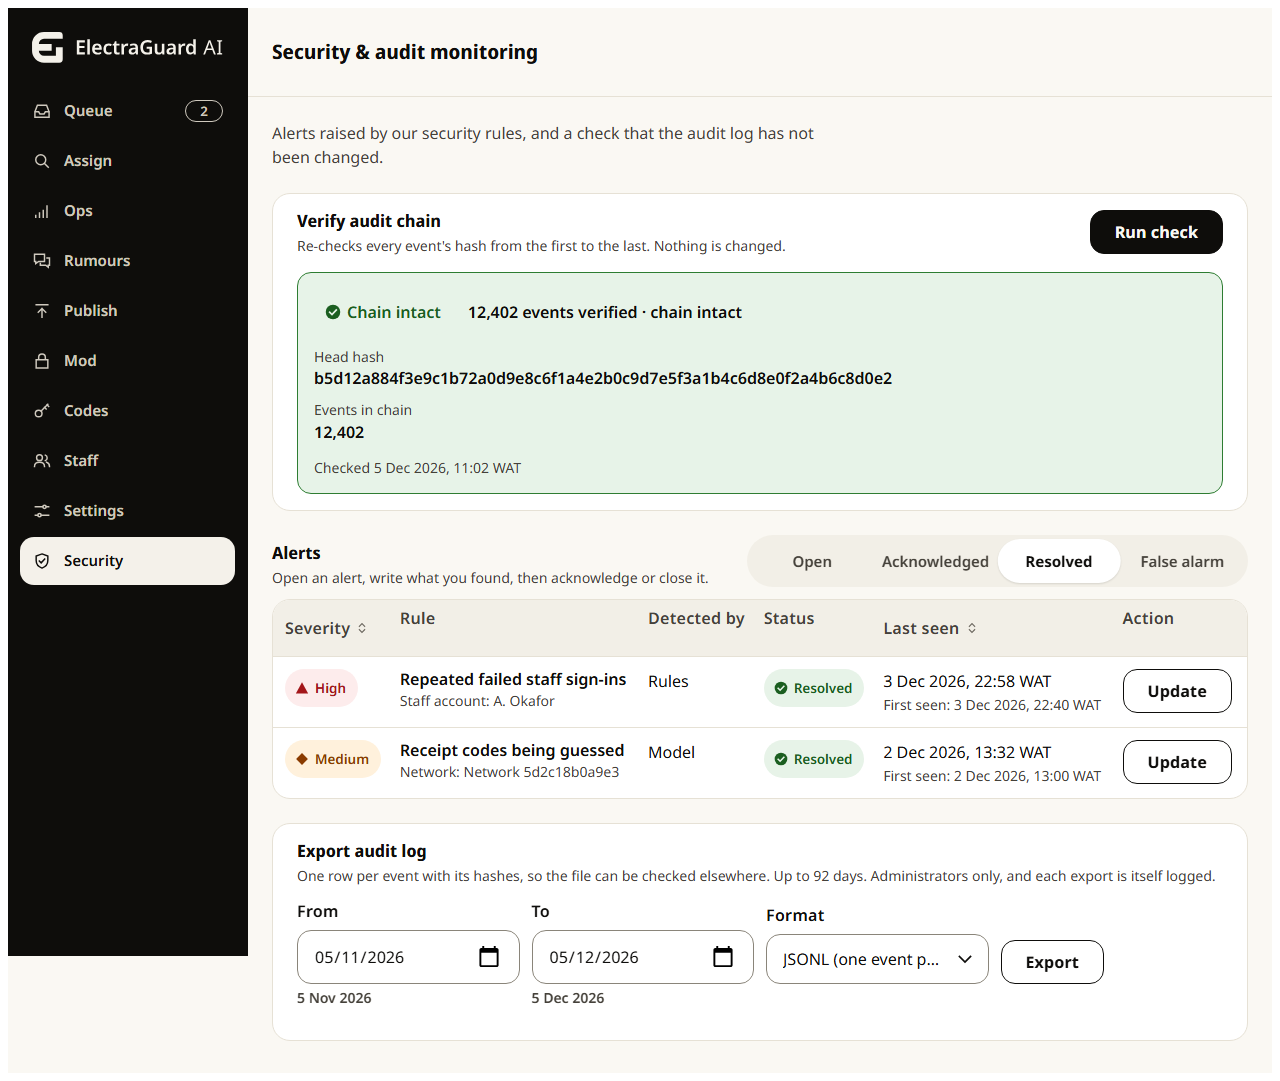 ElectraGuard AI
Queue 2
Assign
Ops
Rumours
Publish
Mod
Codes
Staff
Settings
Security
Security & audit monitoring
Alerts raised by our security rules, and a check that the audit log has not
been changed.
Verify audit chain
Re-checks every event's hash from the first to the last. Nothing is changed.
Run check
Chain intact 12,402 events verified · chain intact
Head hash
b5d12a884f3e9c1b72a0d9e8c6f1a4e2b0c9d7e5f3a1b4c6d8e0f2a4b6c8d0e2
Events in chain
12,402
Checked 5 Dec 2026, 11:02 WAT
Alerts
Open an alert, write what you found, then acknowledge or close it.
Open Acknowledged Resolved False alarm
Severity Rule Detected by Status Last seen Action
High Repeated failed staff sign-ins Rules Resolved 3 Dec 2026, 22:58 WAT Update
Staff account: A. Okafor First seen: 3 Dec 2026, 22:40 WAT
Medium Receipt codes being guessed Model Resolved 2 Dec 2026, 13:32 WAT Update
Network: Network 5d2c18b0a9e3 First seen: 2 Dec 2026, 13:00 WAT
Export audit log
One row per event with its hashes, so the file can be checked elsewhere. Up to 92 days. Administrators only, and each export is itself logged.
From To Format
05/11/2026 05/12/2026 JSONL (one event p... Export
5 Nov 2026 5 Dec 2026